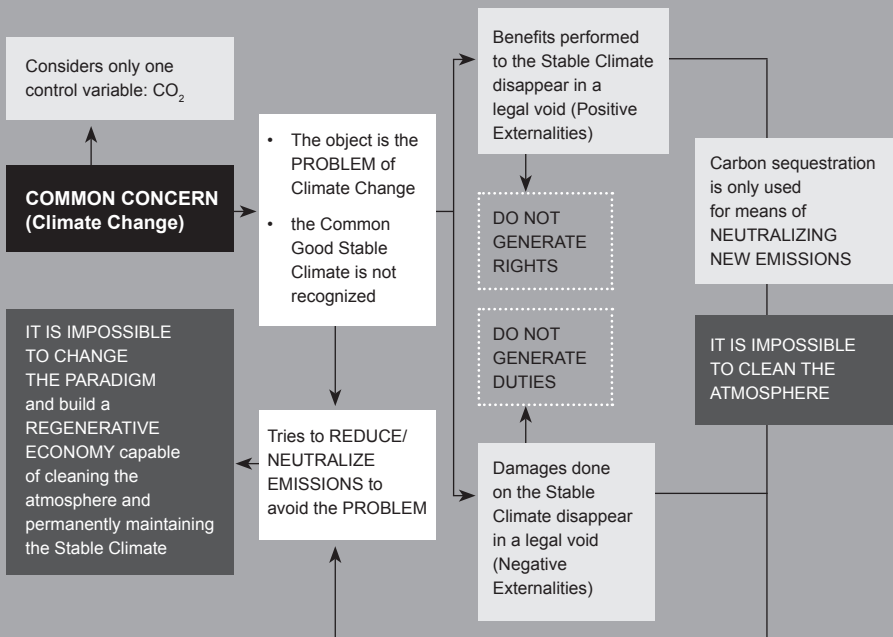 Considers only one
control variable: CO₂
COMMON CONCERN
(Climate Change)
• The object is the
PROBLEM of
Climate Change
• the Common
Good Stable
Climate is not
recognized
Benefits performed
to the Stable Climate
disappear in a
legal void (Positive
Externalities)
DO NOT
GENERATE
RIGHTS
DO NOT
GENERATE
DUTIES
Damages done
on the Stable
Climate disappear
in a legal void
(Negative
Externalities)
Carbon sequestration
is only used
for means of
NEUTRALIZING
NEW EMISSIONS
IT IS IMPOSSIBLE
TO CLEAN THE
ATMOSPHERE
Tries to REDUCE/
NEUTRALIZE
EMISSIONS to
avoid the PROBLEM
IT IS IMPOSSIBLE
TO CHANGE
THE PARADIGM
and build a
REGENERATIVE
ECONOMY capable
of cleaning the
atmosphere and
permanently maintaining
the Stable Climate